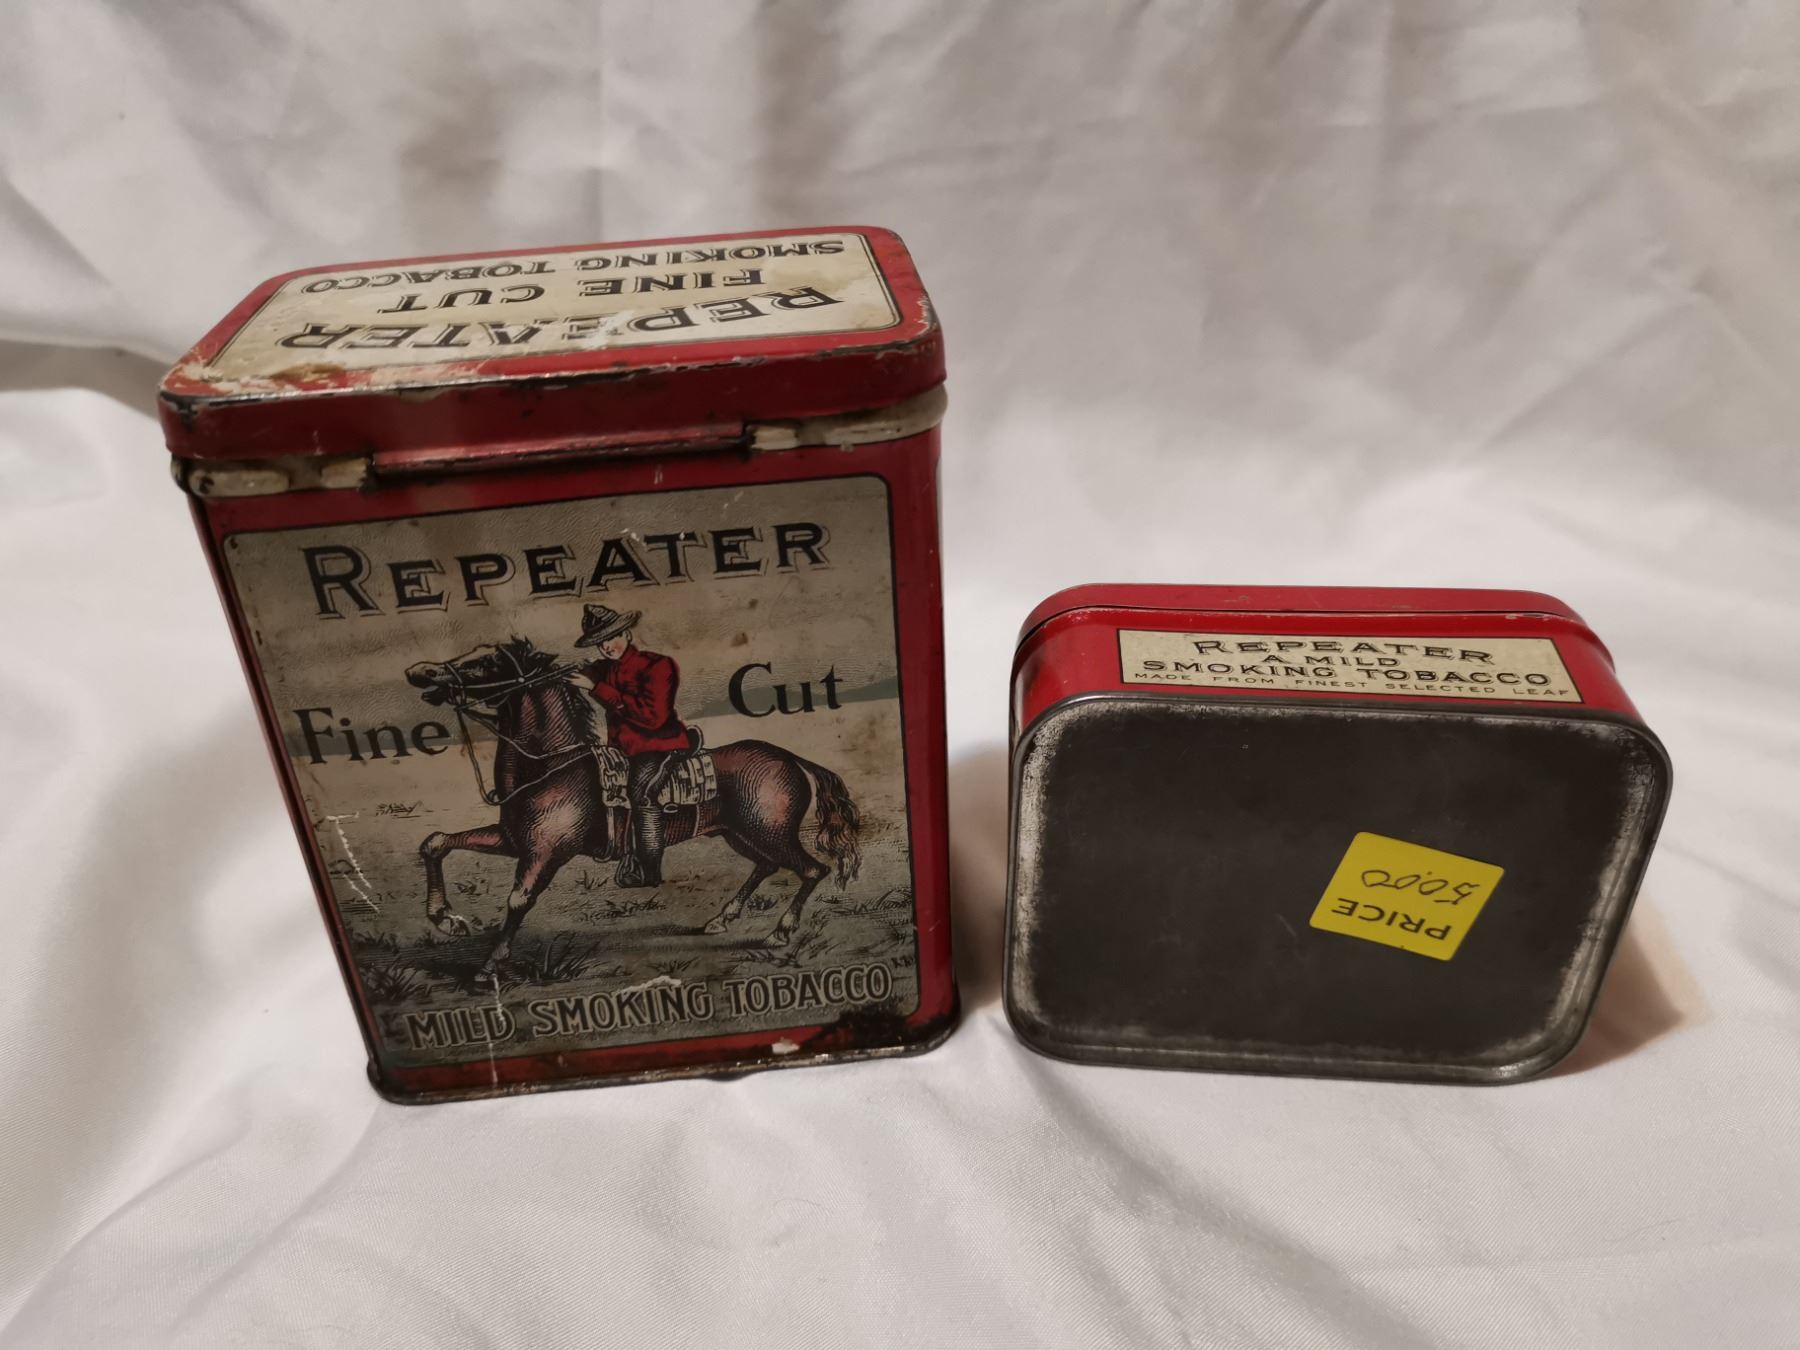 REPEATER
FINE CUT
SMOKING TOBACCO
REPEATER
Fine Cut
MILD SMOKING TOBACCO
REPEATER
A MILD
SMOKING TOBACCO
MADE FROM FINEST SELECTED LEAF
PRICE
50.00